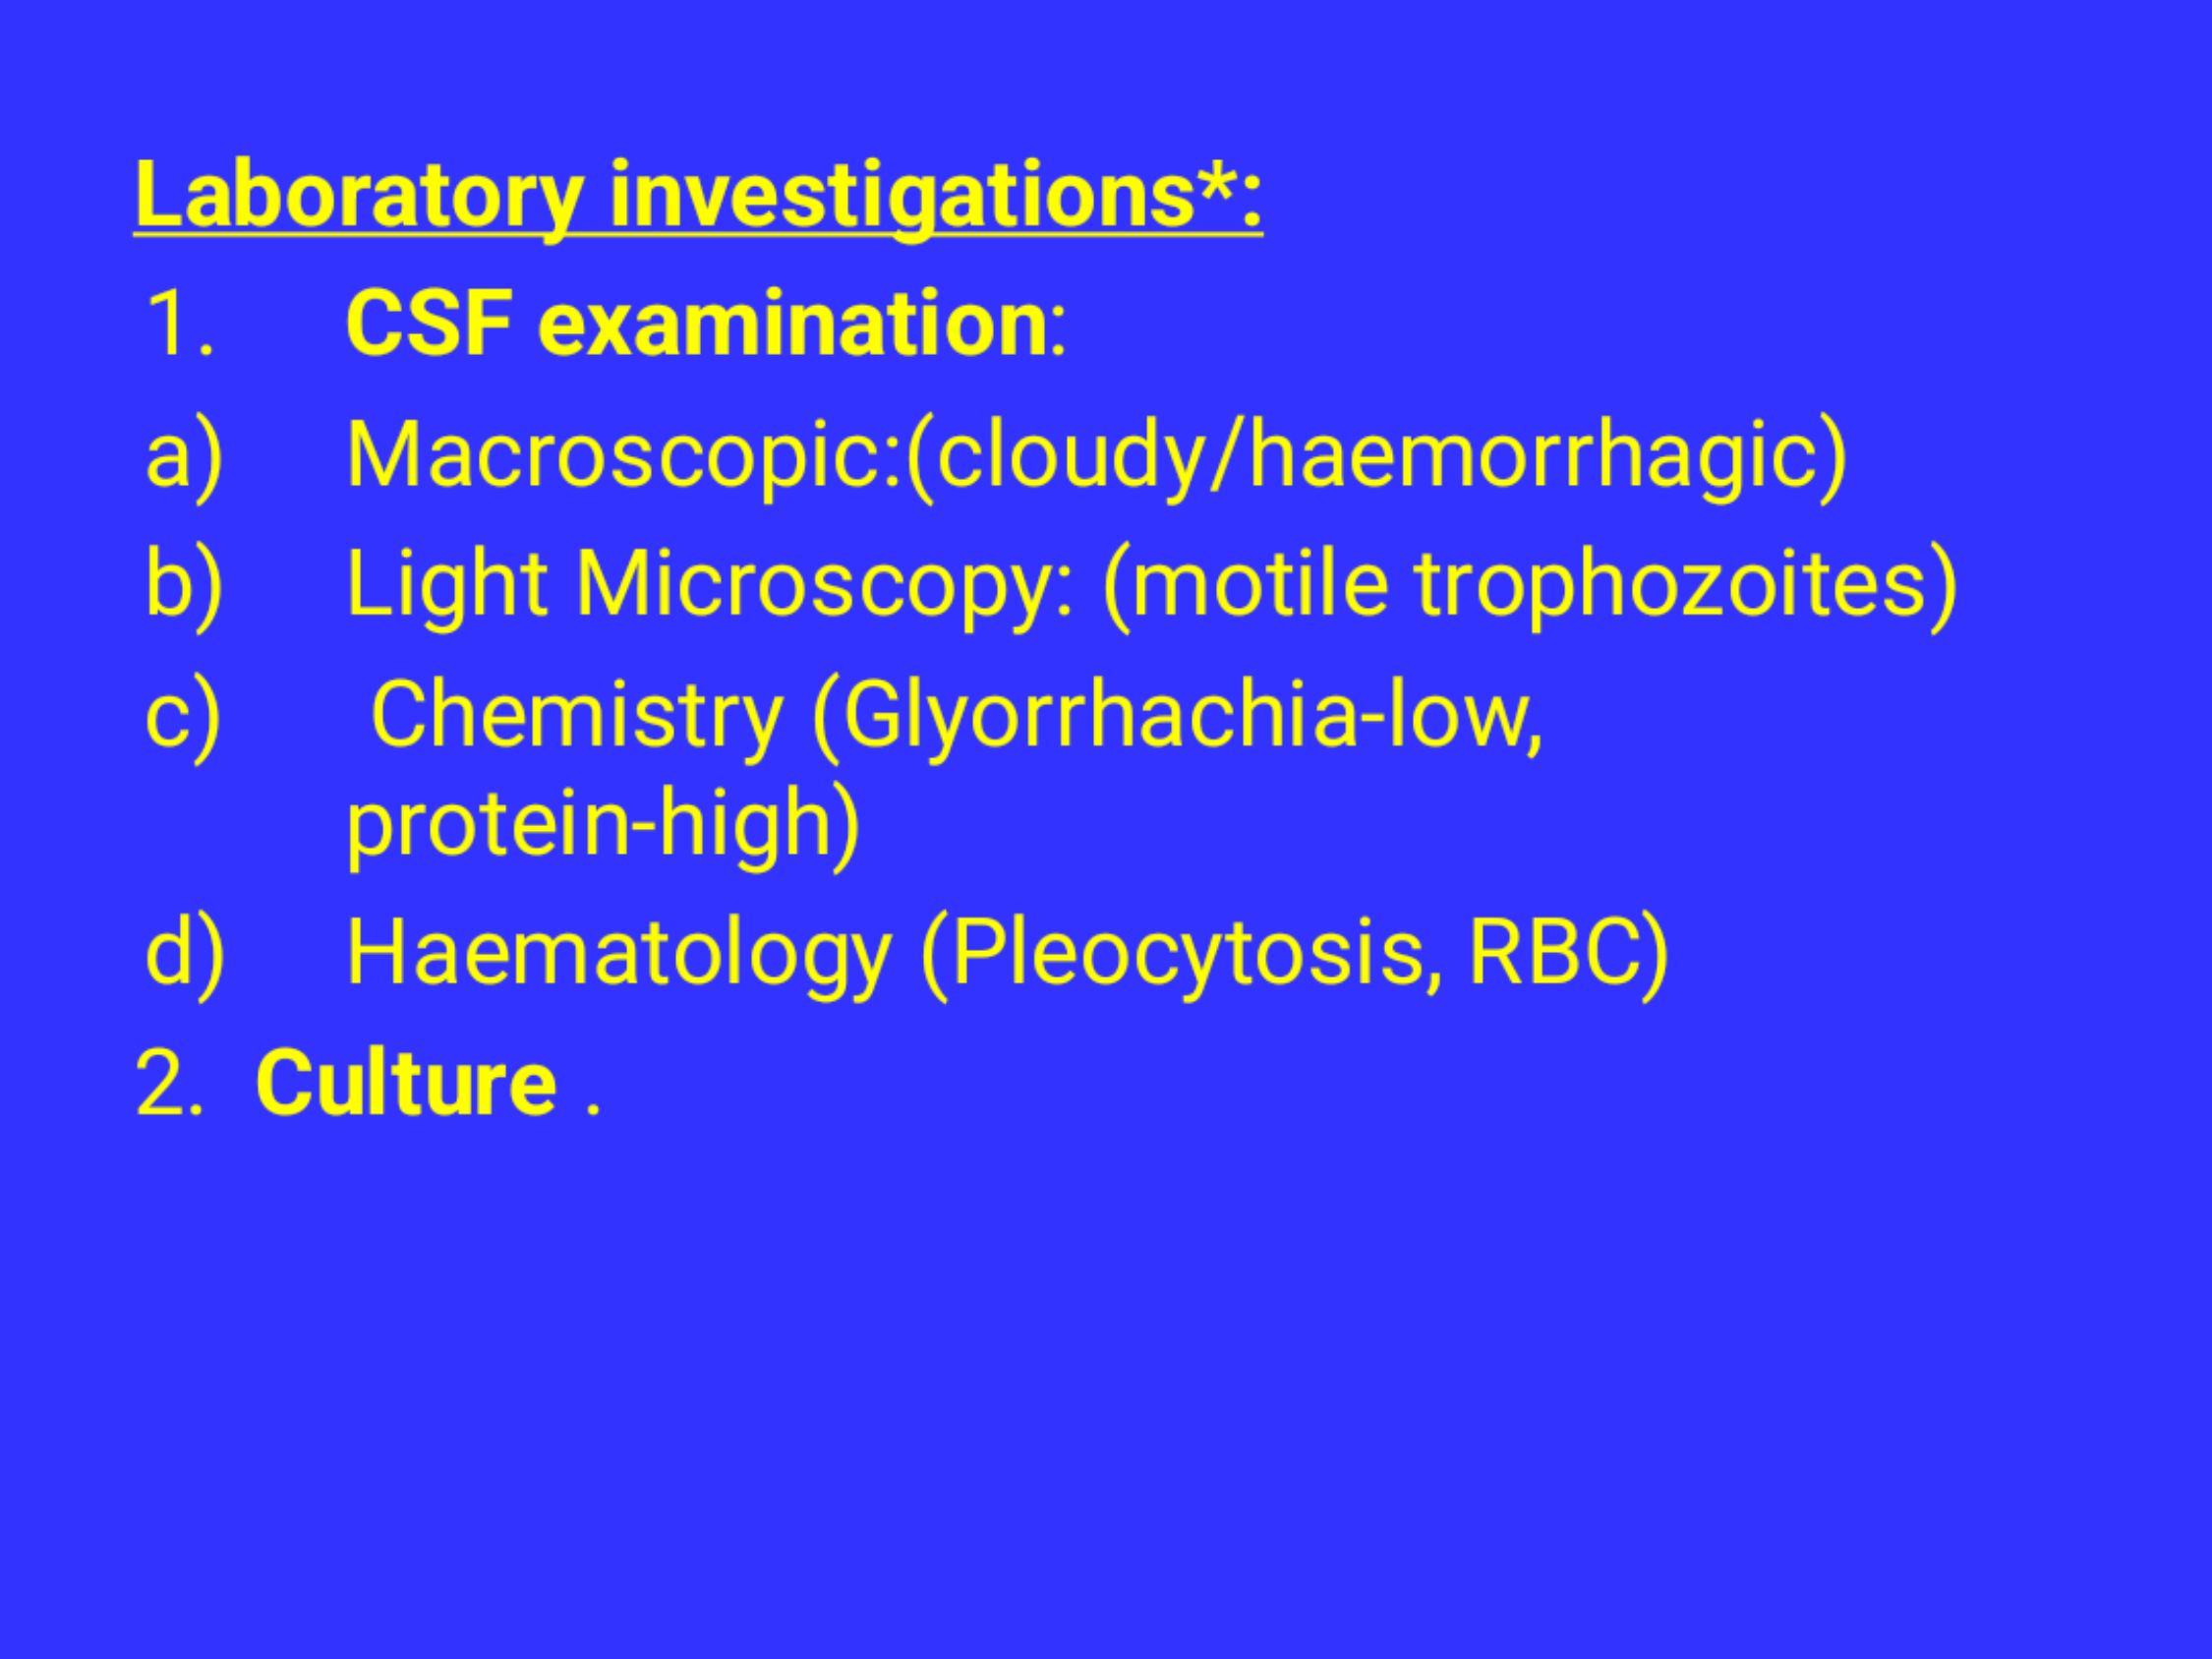 Laboratory investigations*:
1. CSF examination:
a) Macroscopic:(cloudy/haemorrhagic)
b) Light Microscopy: (motile trophozoites)
c) Chemistry (Glyorrhachia-low,
protein-high)
d) Haematology (Pleocytosis, RBC)
2. Culture .